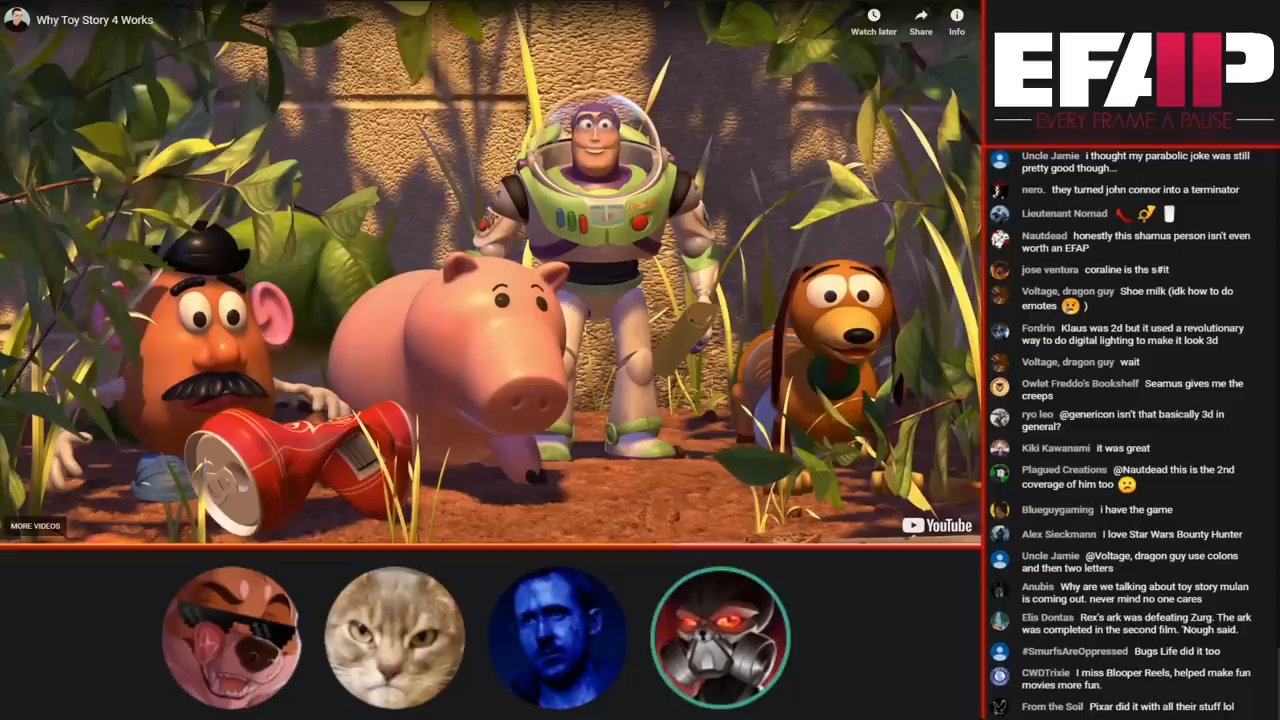 Why Toy Story 4 Works
Watch later
Share
Info
MORE VIDEOS
YouTube
EFAP
EVERY FRAME A PAUSE
Uncle Jamie i thought my parabolic joke was still
pretty good though...
nero. they turned john connor into a terminator
Lieutenant Nomad
Nautdead honestly this shamus person isn't even
worth an EFAP
jose ventura coraline is ths s#it
Voltage, dragon guy Shoe milk (idk how to do
emotes 😢 )
Fordrin Klaus was 2d but it used a revolutionary
way to do digital lighting to make it look 3d
Voltage, dragon guy wait
Owlet Freddo's Bookshelf Seamus gives me the
creeps
ryo leo @genericon isn't that basically 3d in
general?
Kiki Kawanami it was great
Plagued Creations @Nautdead this is the 2nd
coverage of him too 😕
Blueguygaming i have the game
Alex Sieckmann I love Star Wars Bounty Hunter
Uncle Jamie @Voltage, dragon guy use colons
and then two letters
Anubis Why are we talking about toy story mulan
is coming out. never mind no one cares
Elis Dontas Rex's ark was defeating Zurg. The ark
was completed in the second film. 'Nough said.
#SmurfsAreOppressed Bugs Life did it too
CWDTrixie I miss Blooper Reels, helped make fun
movies more fun.
From the Soil Pixar did it with all their stuff lol